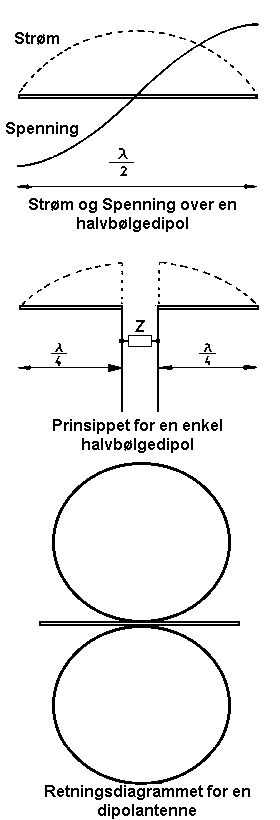 Strøm
Spenning
λ
2
Strøm og Spenning over en
halvbølgedipol
Z
λ
4
λ
4
Prinsippet for en enkel
halvbølgedipol
Retningsdiagrammet for en
dipolantenne